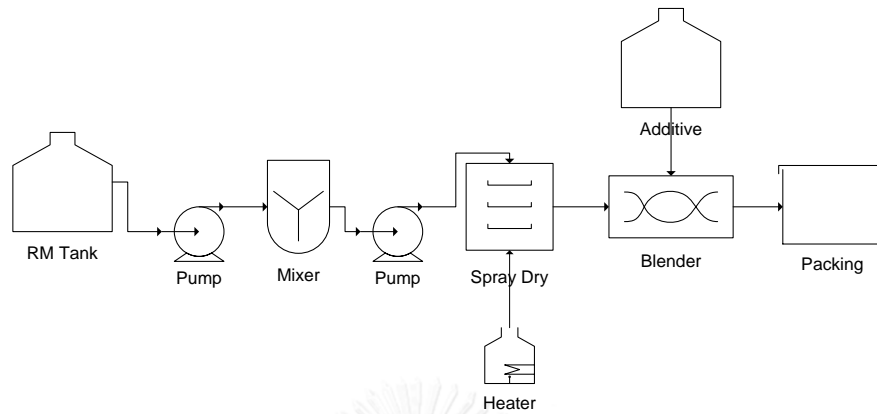 Additive
RM Tank
Pump
Mixer
Pump
Spray Dry
Blender
Packing
Heater